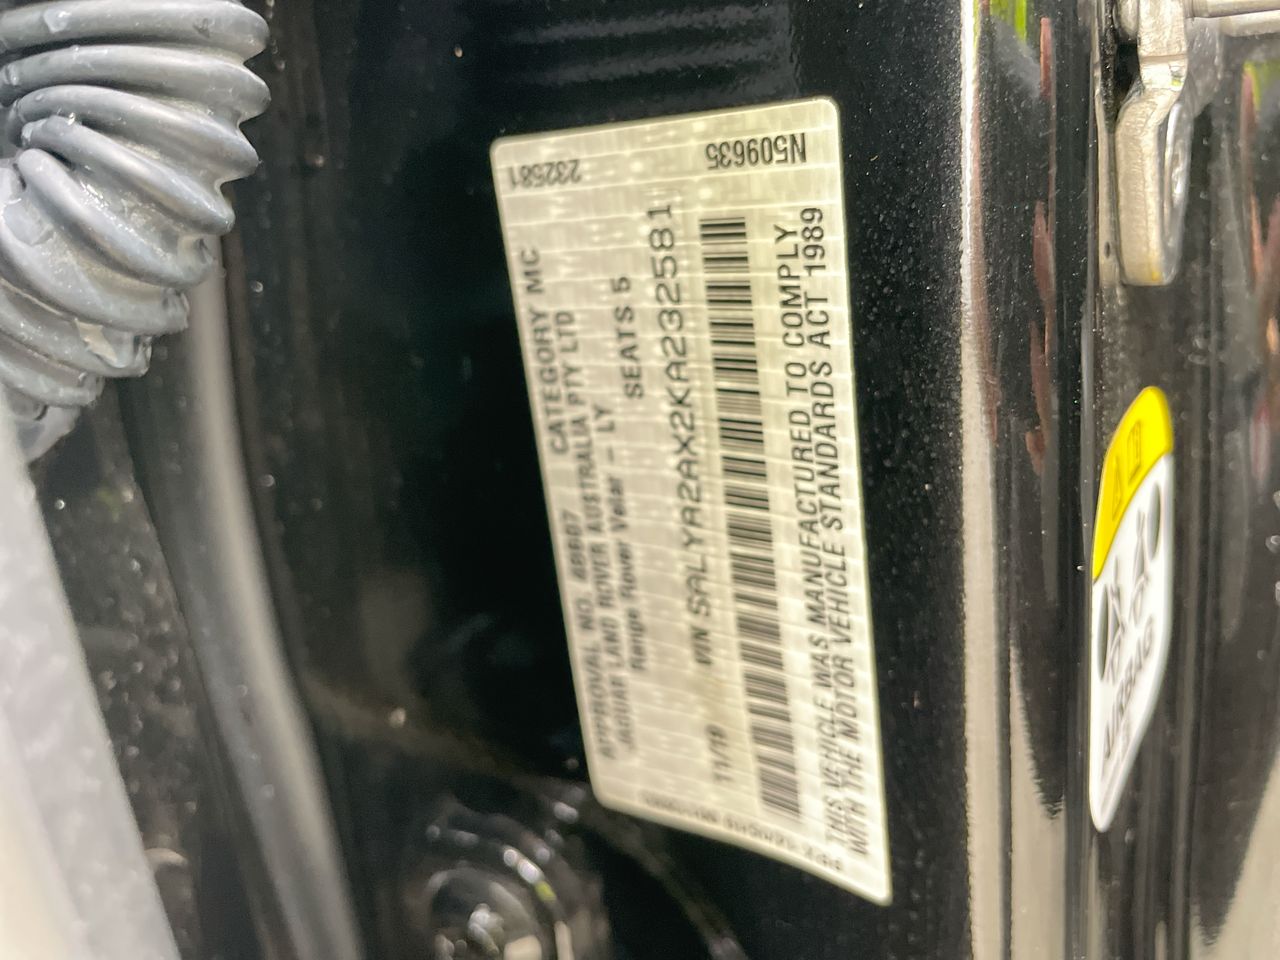 APPROVAL NO. 48607 CATEGORY MC
JAGUAR LAND ROVER AUSTRALIA PTY LTD
Range Rover Velar - LY
SEATS 5
VIN SALYA2AX2KA232581
11/18
THIS VEHICLE WAS MANUFACTURED TO COMPLY
WITH THE MOTOR VEHICLE STANDARDS ACT 1989
232581
N509635
AIRBAG